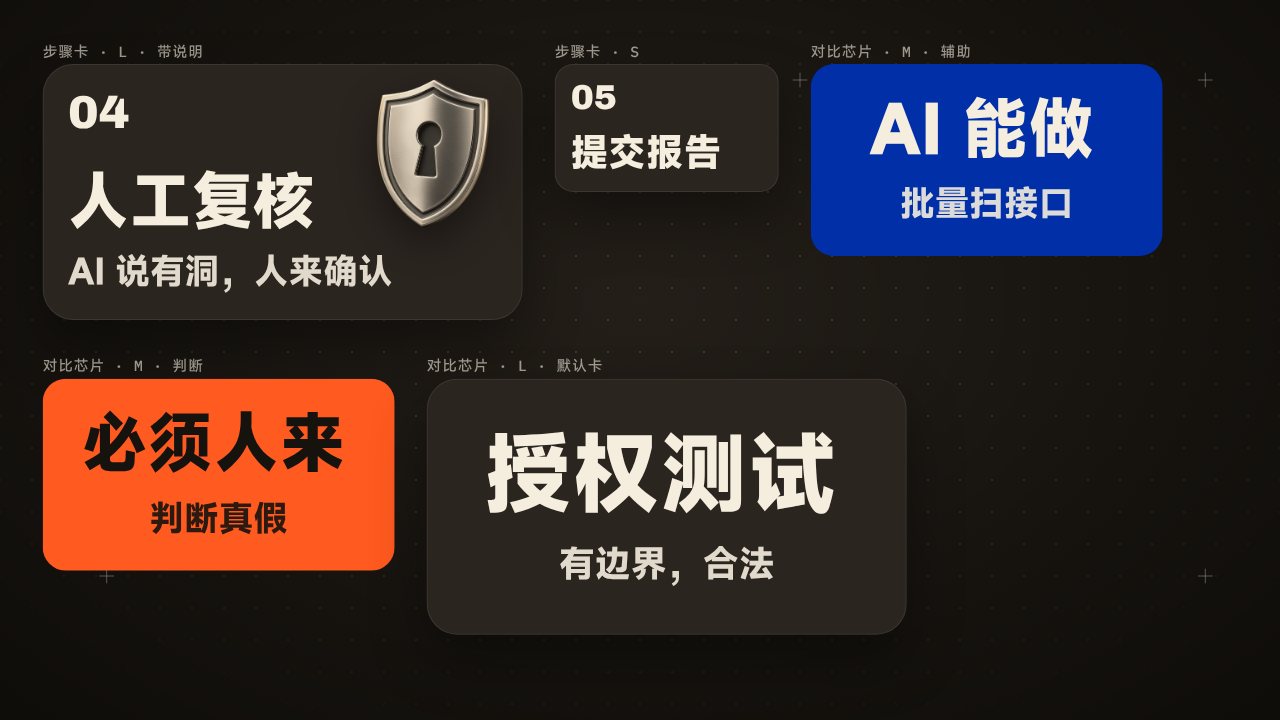 步骤卡 · L · 带说明
04
人工复核
AI 说有洞，人来确认
步骤卡 · S
05
提交报告
对比芯片 · M · 辅助
AI 能做
批量扫接口
对比芯片 · M · 判断
必须人来
判断真假
对比芯片 · L · 默认卡
授权测试
有边界，合法